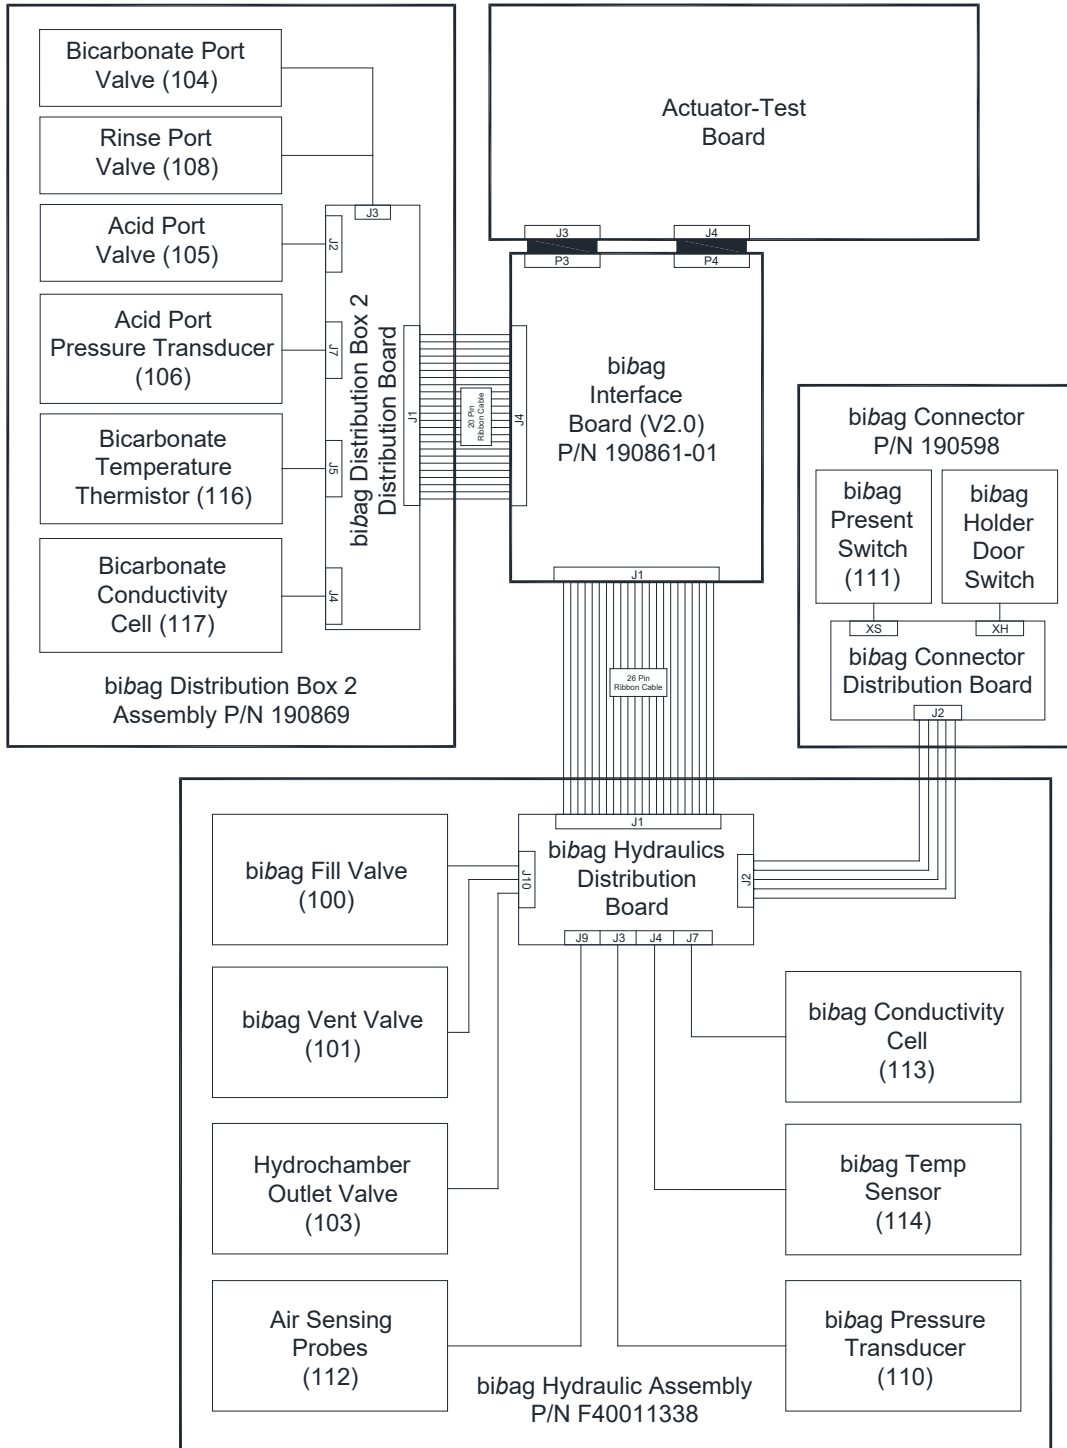 Bicarbonate Port
Valve (104)
Rinse Port
Valve (108)
Acid Port
Valve (105)
Acid Port
Pressure Transducer
(106)
Bicarbonate
Temperature
Thermistor (116)
Bicarbonate
Conductivity
Cell (117)
J3
J2
J7
J5
J4
bibag Distribution Box 2
Distribution Board
J1
bibag Distribution Box 2
Assembly P/N 190869
20 Pin
Ribbon Cable
Actuator-Test
Board
J3
J4
P3
P4
J4
bibag
Interface
Board (V2.0)
P/N 190861-01
J1
26 Pin
Ribbon Cable
bibag Connector
P/N 190598
bibag
Present
Switch
(111)
bibag
Holder
Door
Switch
XS
XH
bibag Connector
Distribution Board
J2
J1
bibag Hydraulics
Distribution
Board
J10
J2
J9
J3
J4
J7
bibag Fill Valve
(100)
bibag Vent Valve
(101)
Hydrochamber
Outlet Valve
(103)
Air Sensing
Probes
(112)
bibag Conductivity
Cell
(113)
bibag Temp
Sensor
(114)
bibag Pressure
Transducer
(110)
bibag Hydraulic Assembly
P/N F40011338